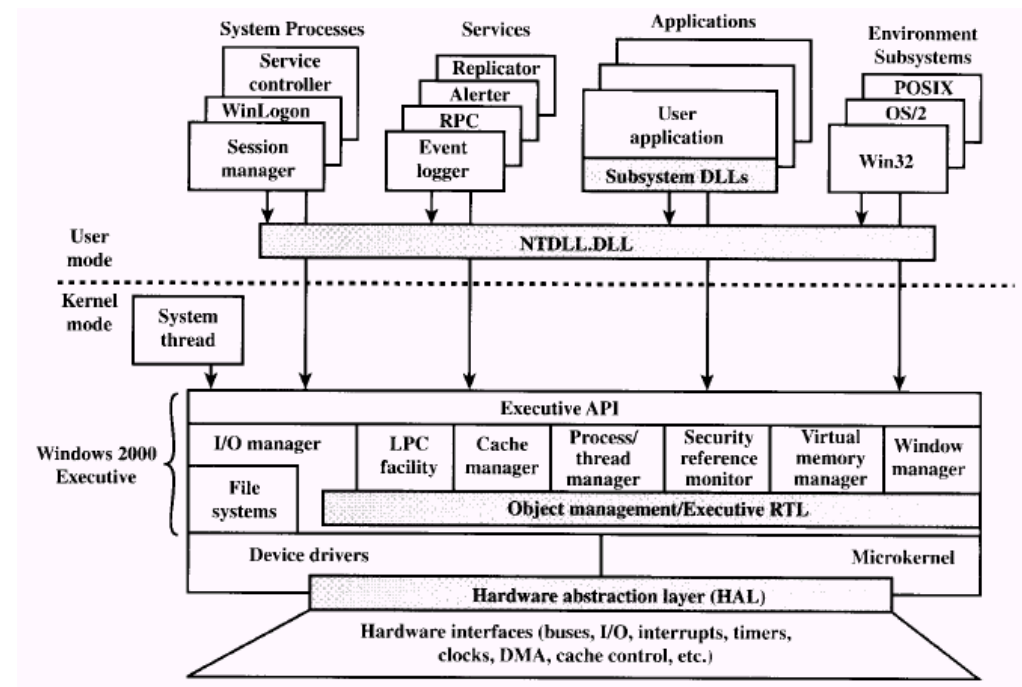 System Processes
Service
controller
WinLogon
Session
manager
Services
Replicator
Alerter
RPC
Event
logger
Applications
User
application
Subsystem DLLs
Environment
Subsystems
POSIX
OS/2
Win32
User
mode
NTDLL.DLL
Kernel
mode
System
thread
Windows 2000
Executive
Executive API
I/O manager
File
systems
LPC
facility
Cache
manager
Process/
thread
manager
Security
reference
monitor
Virtual
memory
manager
Window
manager
Object management/Executive RTL
Device drivers
Microkernel
Hardware abstraction layer (HAL)
Hardware interfaces (buses, I/O, interrupts, timers,
clocks, DMA, cache control, etc.)